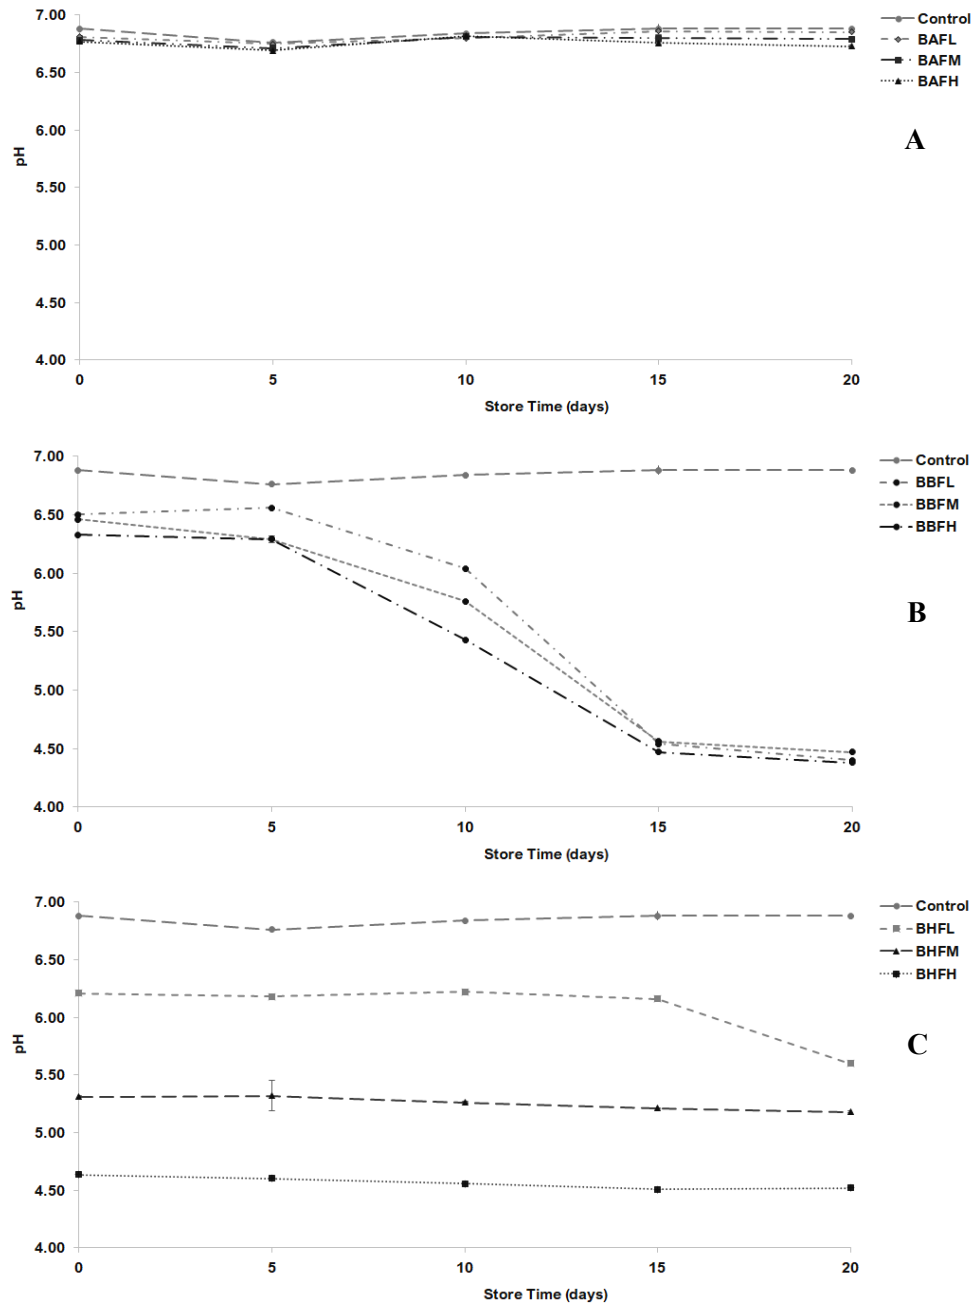 7.00
6.50
6.00
5.50
5.00
4.50
4.00
pH
0 5 10 15 20
Store Time (days)
Control
BAFL
BAFM
BAFH
A
7.00
6.50
6.00
5.50
5.00
4.50
4.00
pH
0 5 10 15 20
Store Time (days)
Control
BBFL
BBFM
BBFH
B
7.00
6.50
6.00
5.50
5.00
4.50
4.00
pH
0 5 10 15 20
Store Time (days)
Control
BHFL
BHFM
BHFH
C